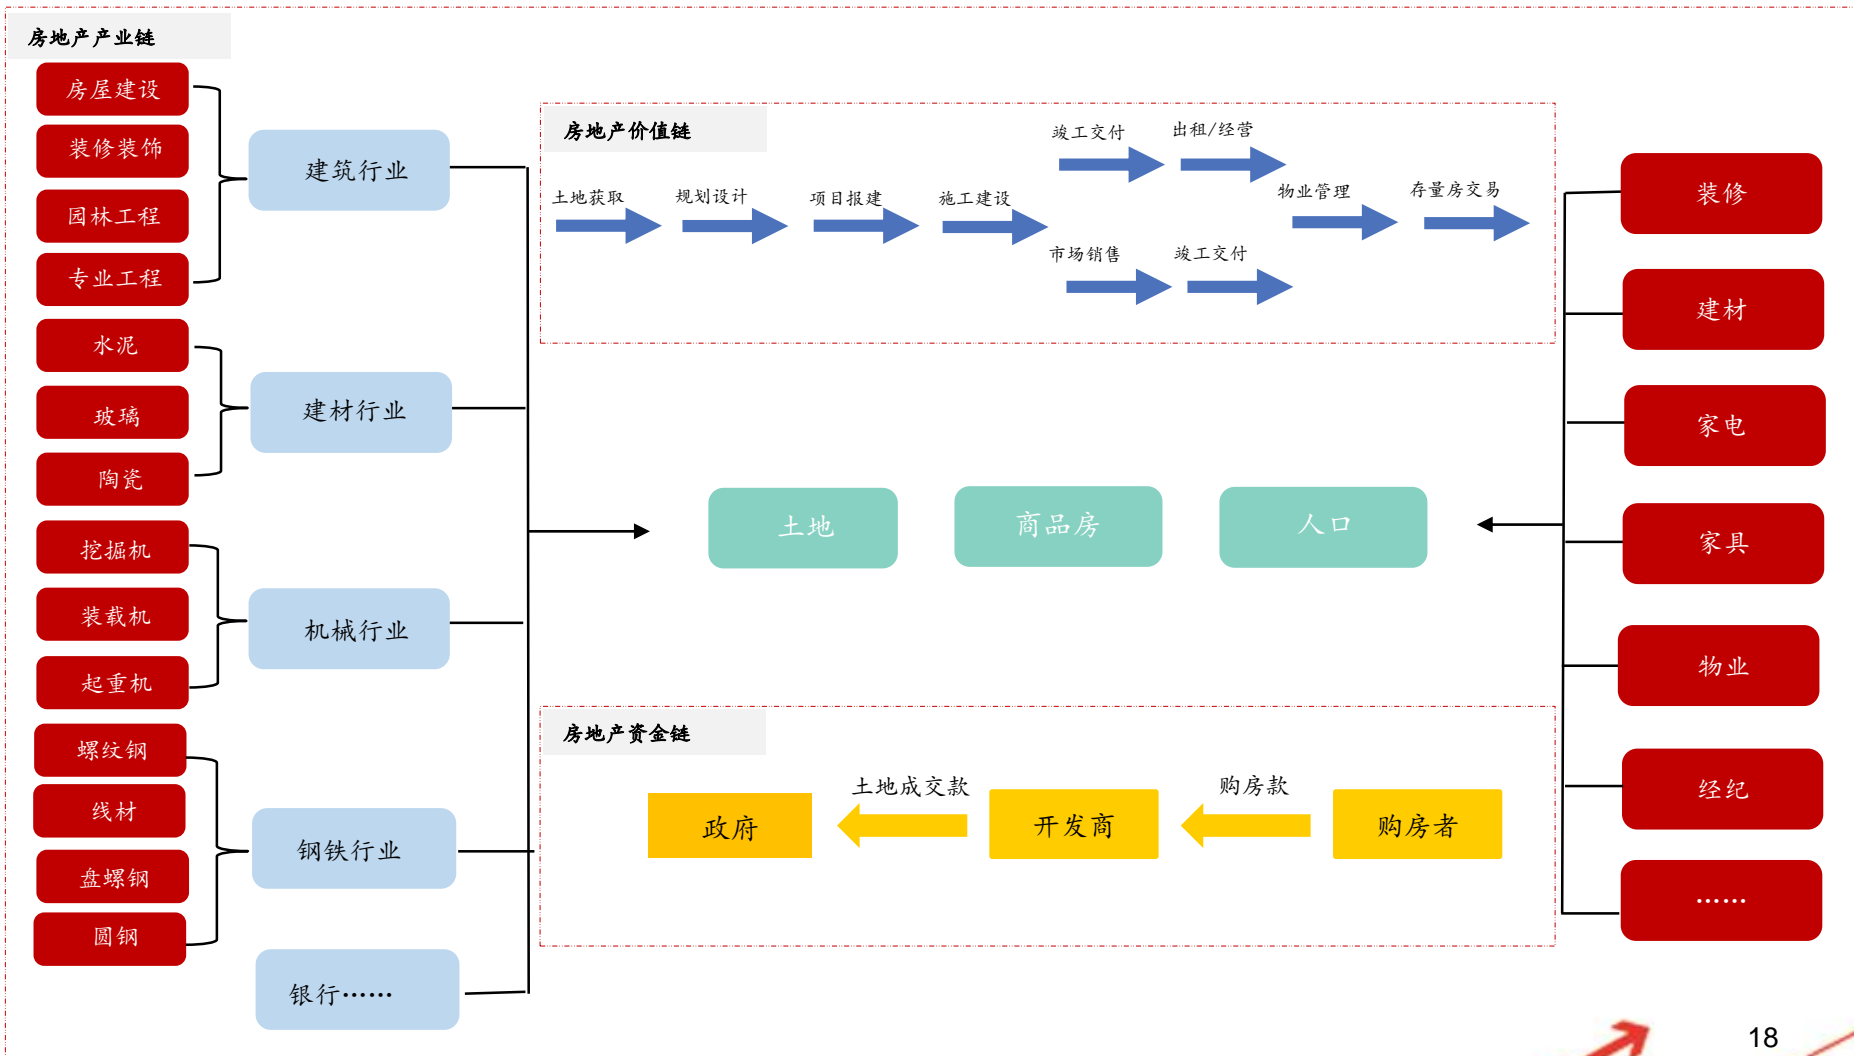 房地产产业链
房屋建设
装修装饰
园林工程
专业工程
水泥
玻璃
陶瓷
挖掘机
装载机
起重机
螺纹钢
线材
盘螺钢
圆钢
建筑行业
建材行业
机械行业
钢铁行业
银行……
房地产价值链
土地获取
规划设计
项目报建
施工建设
竣工交付
出租/经营
市场销售
竣工交付
物业管理
存量房交易
土地
商品房
人口
房地产资金链
政府
土地成交款
开发商
购房款
购房者
装修
建材
家电
家具
物业
经纪
……
18